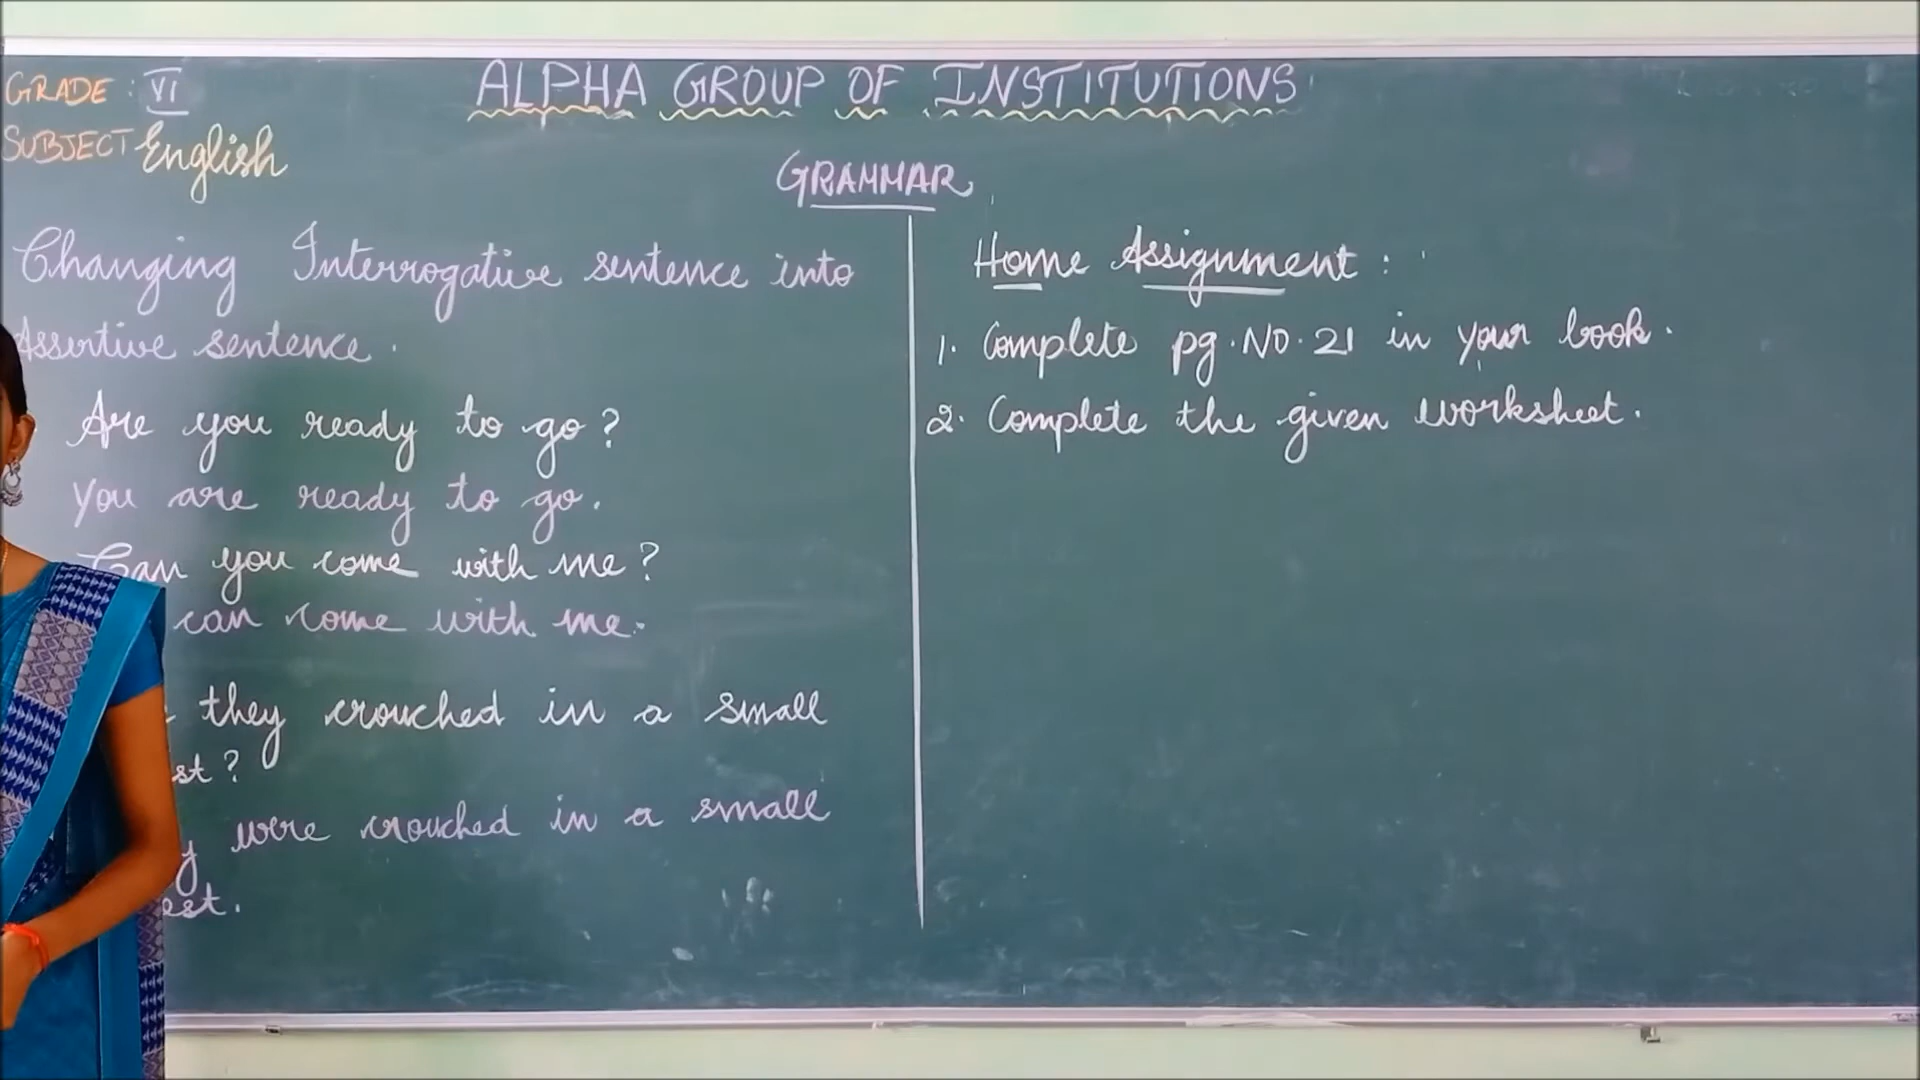 GRADE : VI
SUBJECT English
ALPHA GROUP OF INSTITUTIONS
GRAMMAR
Changing Interrogative sentence into
Assertive sentence.
Are you ready to go?
You are ready to go.
Can you come with me?
can come with me.
they crouched in a small
st?
y were crouched in a small
est.
Home Assignment :
1. Complete pg.No.21 in your book.
2. Complete the given worksheet.